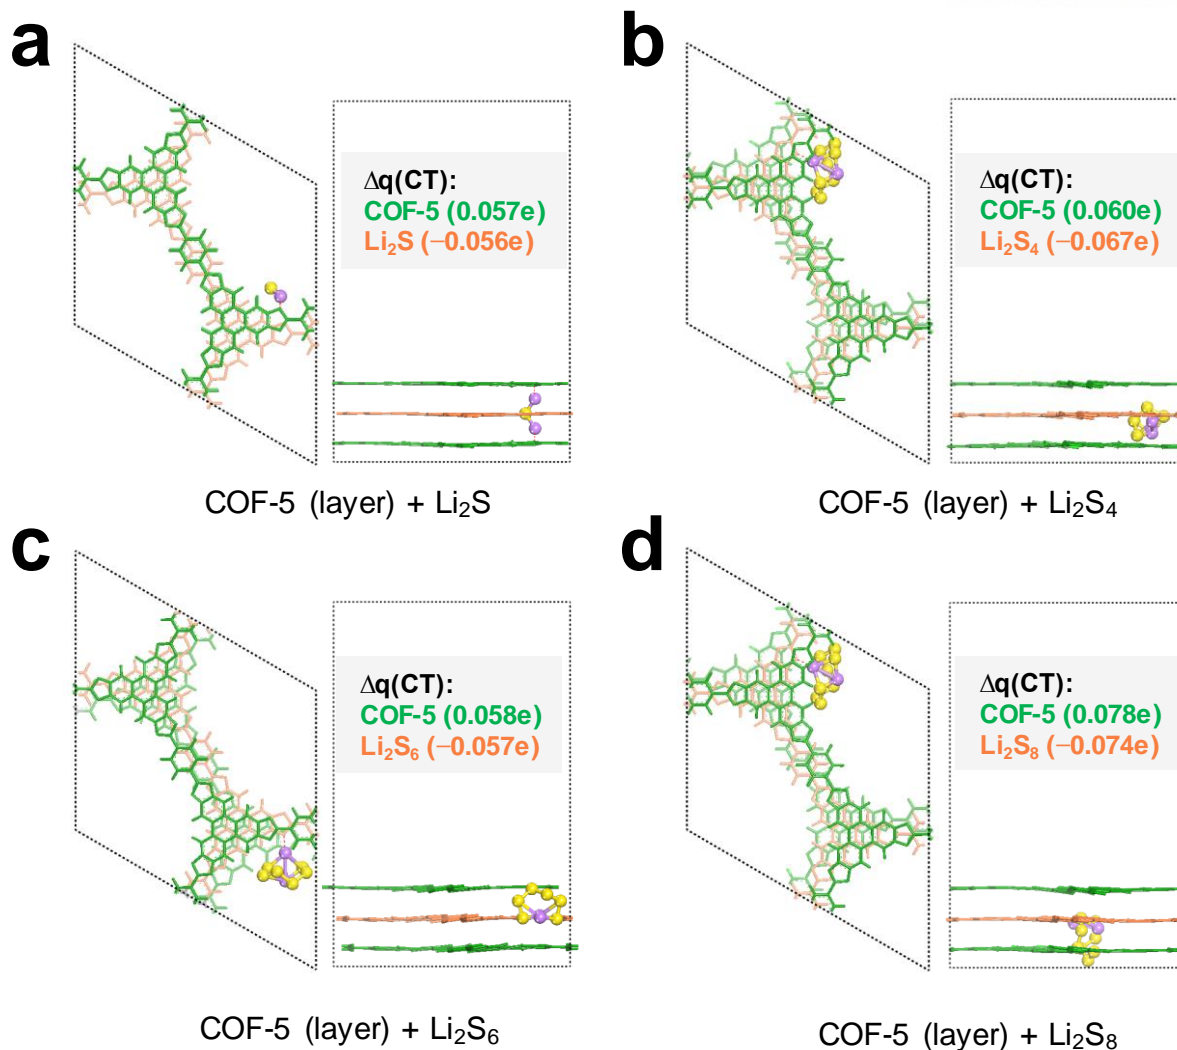 a
Δq(CT):
COF-5 (0.057e)
Li₂S (−0.056e)
COF-5 (layer) + Li₂S
b
Δq(CT):
COF-5 (0.060e)
Li₂S₄ (−0.067e)
COF-5 (layer) + Li₂S₄
c
Δq(CT):
COF-5 (0.058e)
Li₂S₆ (−0.057e)
COF-5 (layer) + Li₂S₆
d
Δq(CT):
COF-5 (0.078e)
Li₂S₈ (−0.074e)
COF-5 (layer) + Li₂S₈